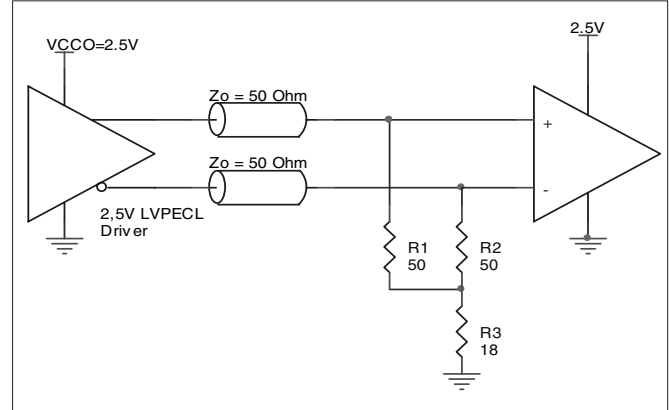 VCCO=2.5V
2.5V
Zo = 50 Ohm
+
Zo = 50 Ohm
-
2,5V LVPECL
Driver
R1
50
R2
50
R3
18